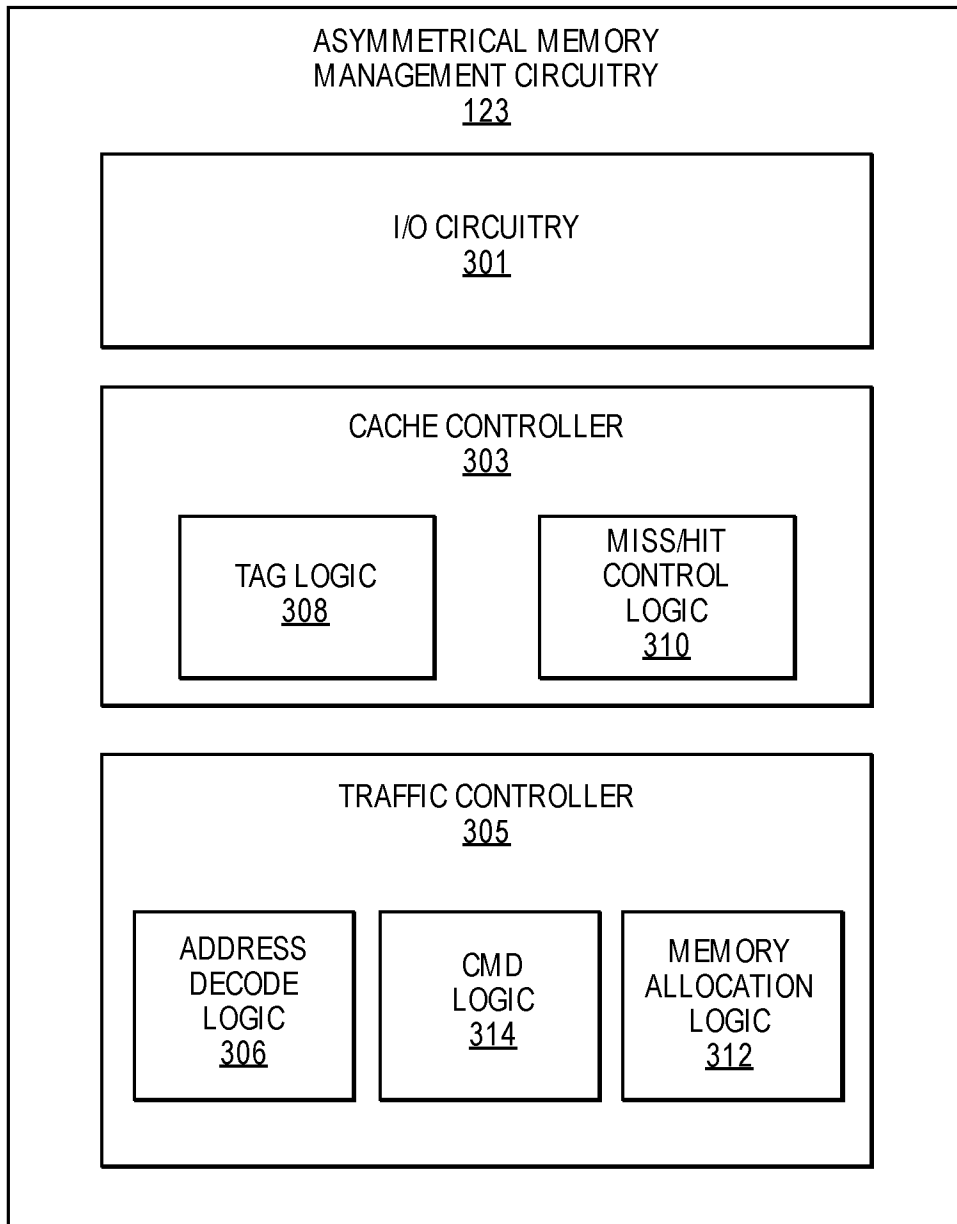 ASYMMETRICAL MEMORY
MANAGEMENT CIRCUITRY
123
I/O CIRCUITRY
301
CACHE CONTROLLER
303
TAG LOGIC
308
MISS/HIT
CONTROL
LOGIC
310
TRAFFIC CONTROLLER
305
ADDRESS
DECODE
LOGIC
306
CMD
LOGIC
314
MEMORY
ALLOCATION
LOGIC
312